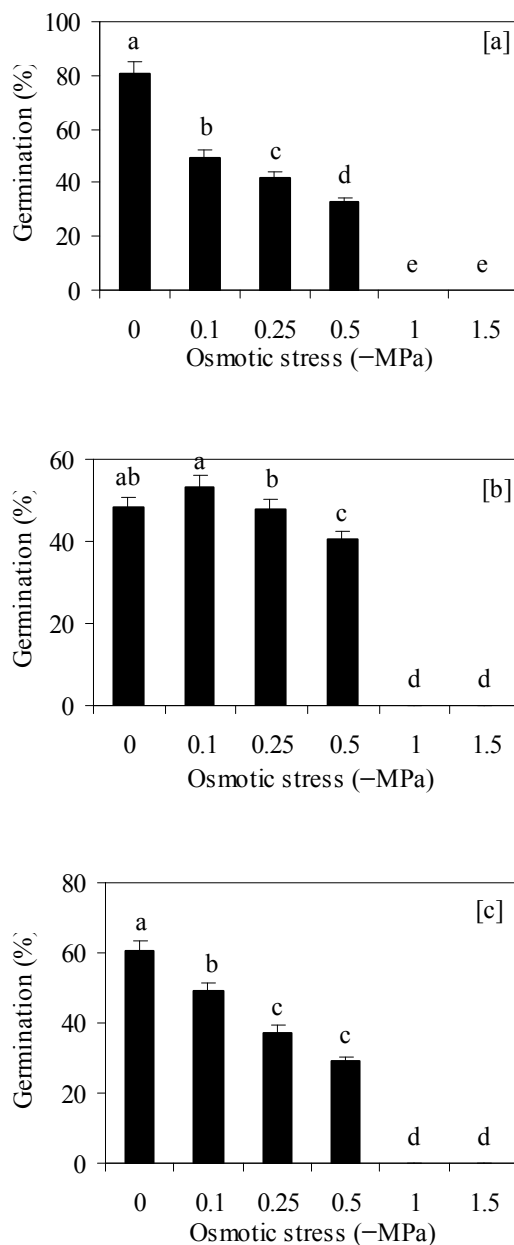 [a]
100
80
60
40
20
0
Germination (%)
a
b
c
d
e e
0 0.1 0.25 0.5 1 1.5
Osmotic stress (−MPa)
[b]
60
40
20
0
Germination (%)
ab
a
b
c
d d
0 0.1 0.25 0.5 1 1.5
Osmotic stress (−MPa)
[c]
80
60
40
20
0
Germination (%)
a
b
c
c
d d
0 0.1 0.25 0.5 1 1.5
Osmotic stress (−MPa)